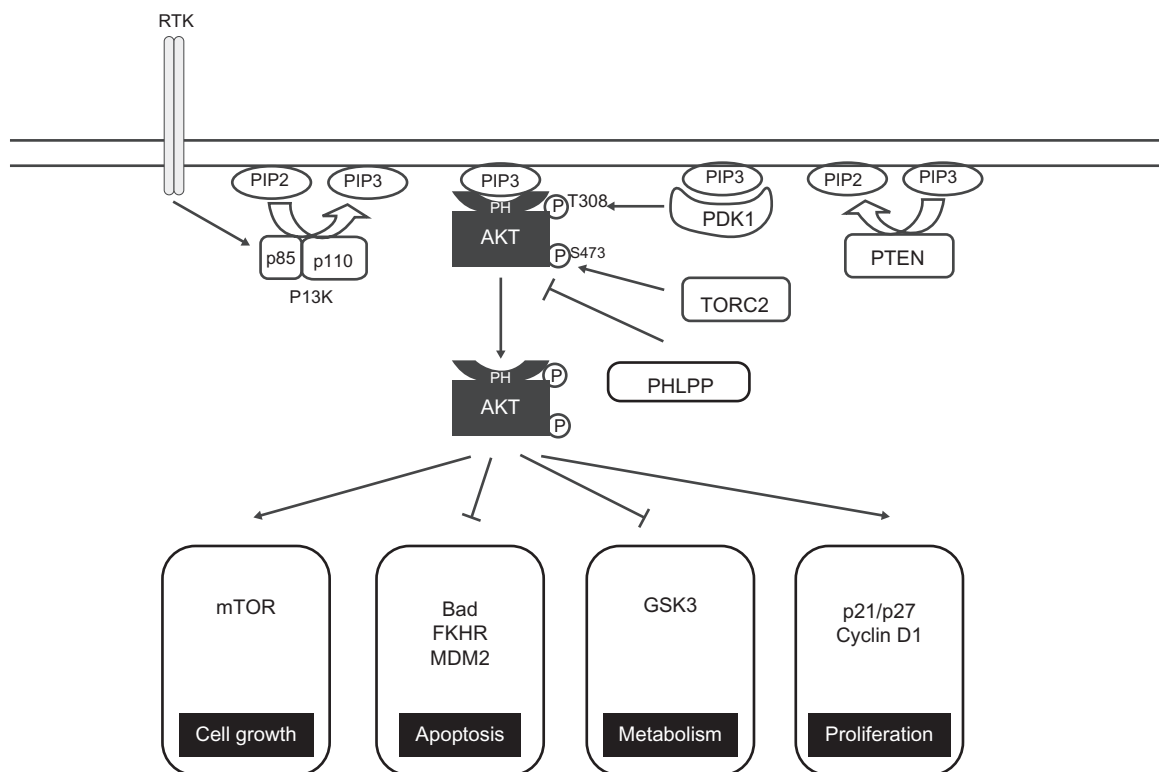 RTK
PIP2
PIP3
PIP3
PIP3
PIP2
PIP3
PH
P
T308
PDK1
AKT
P
S473
PTEN
p85
p110
P13K
TORC2
PH
P
PHLPP
AKT
P
mTOR
Bad
FKHR
MDM2
GSK3
p21/p27
Cyclin D1
Cell growth
Apoptosis
Metabolism
Proliferation